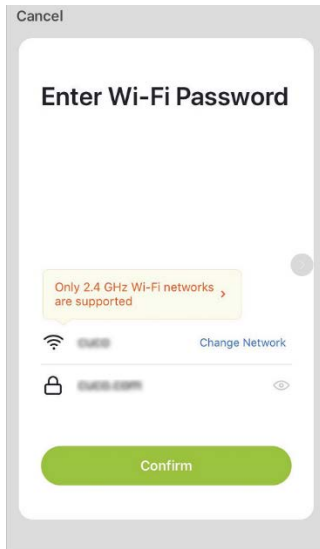 Cancel
Enter Wi-Fi Password
Only 2.4 GHz Wi-Fi networks
are supported
Change Network
Confirm